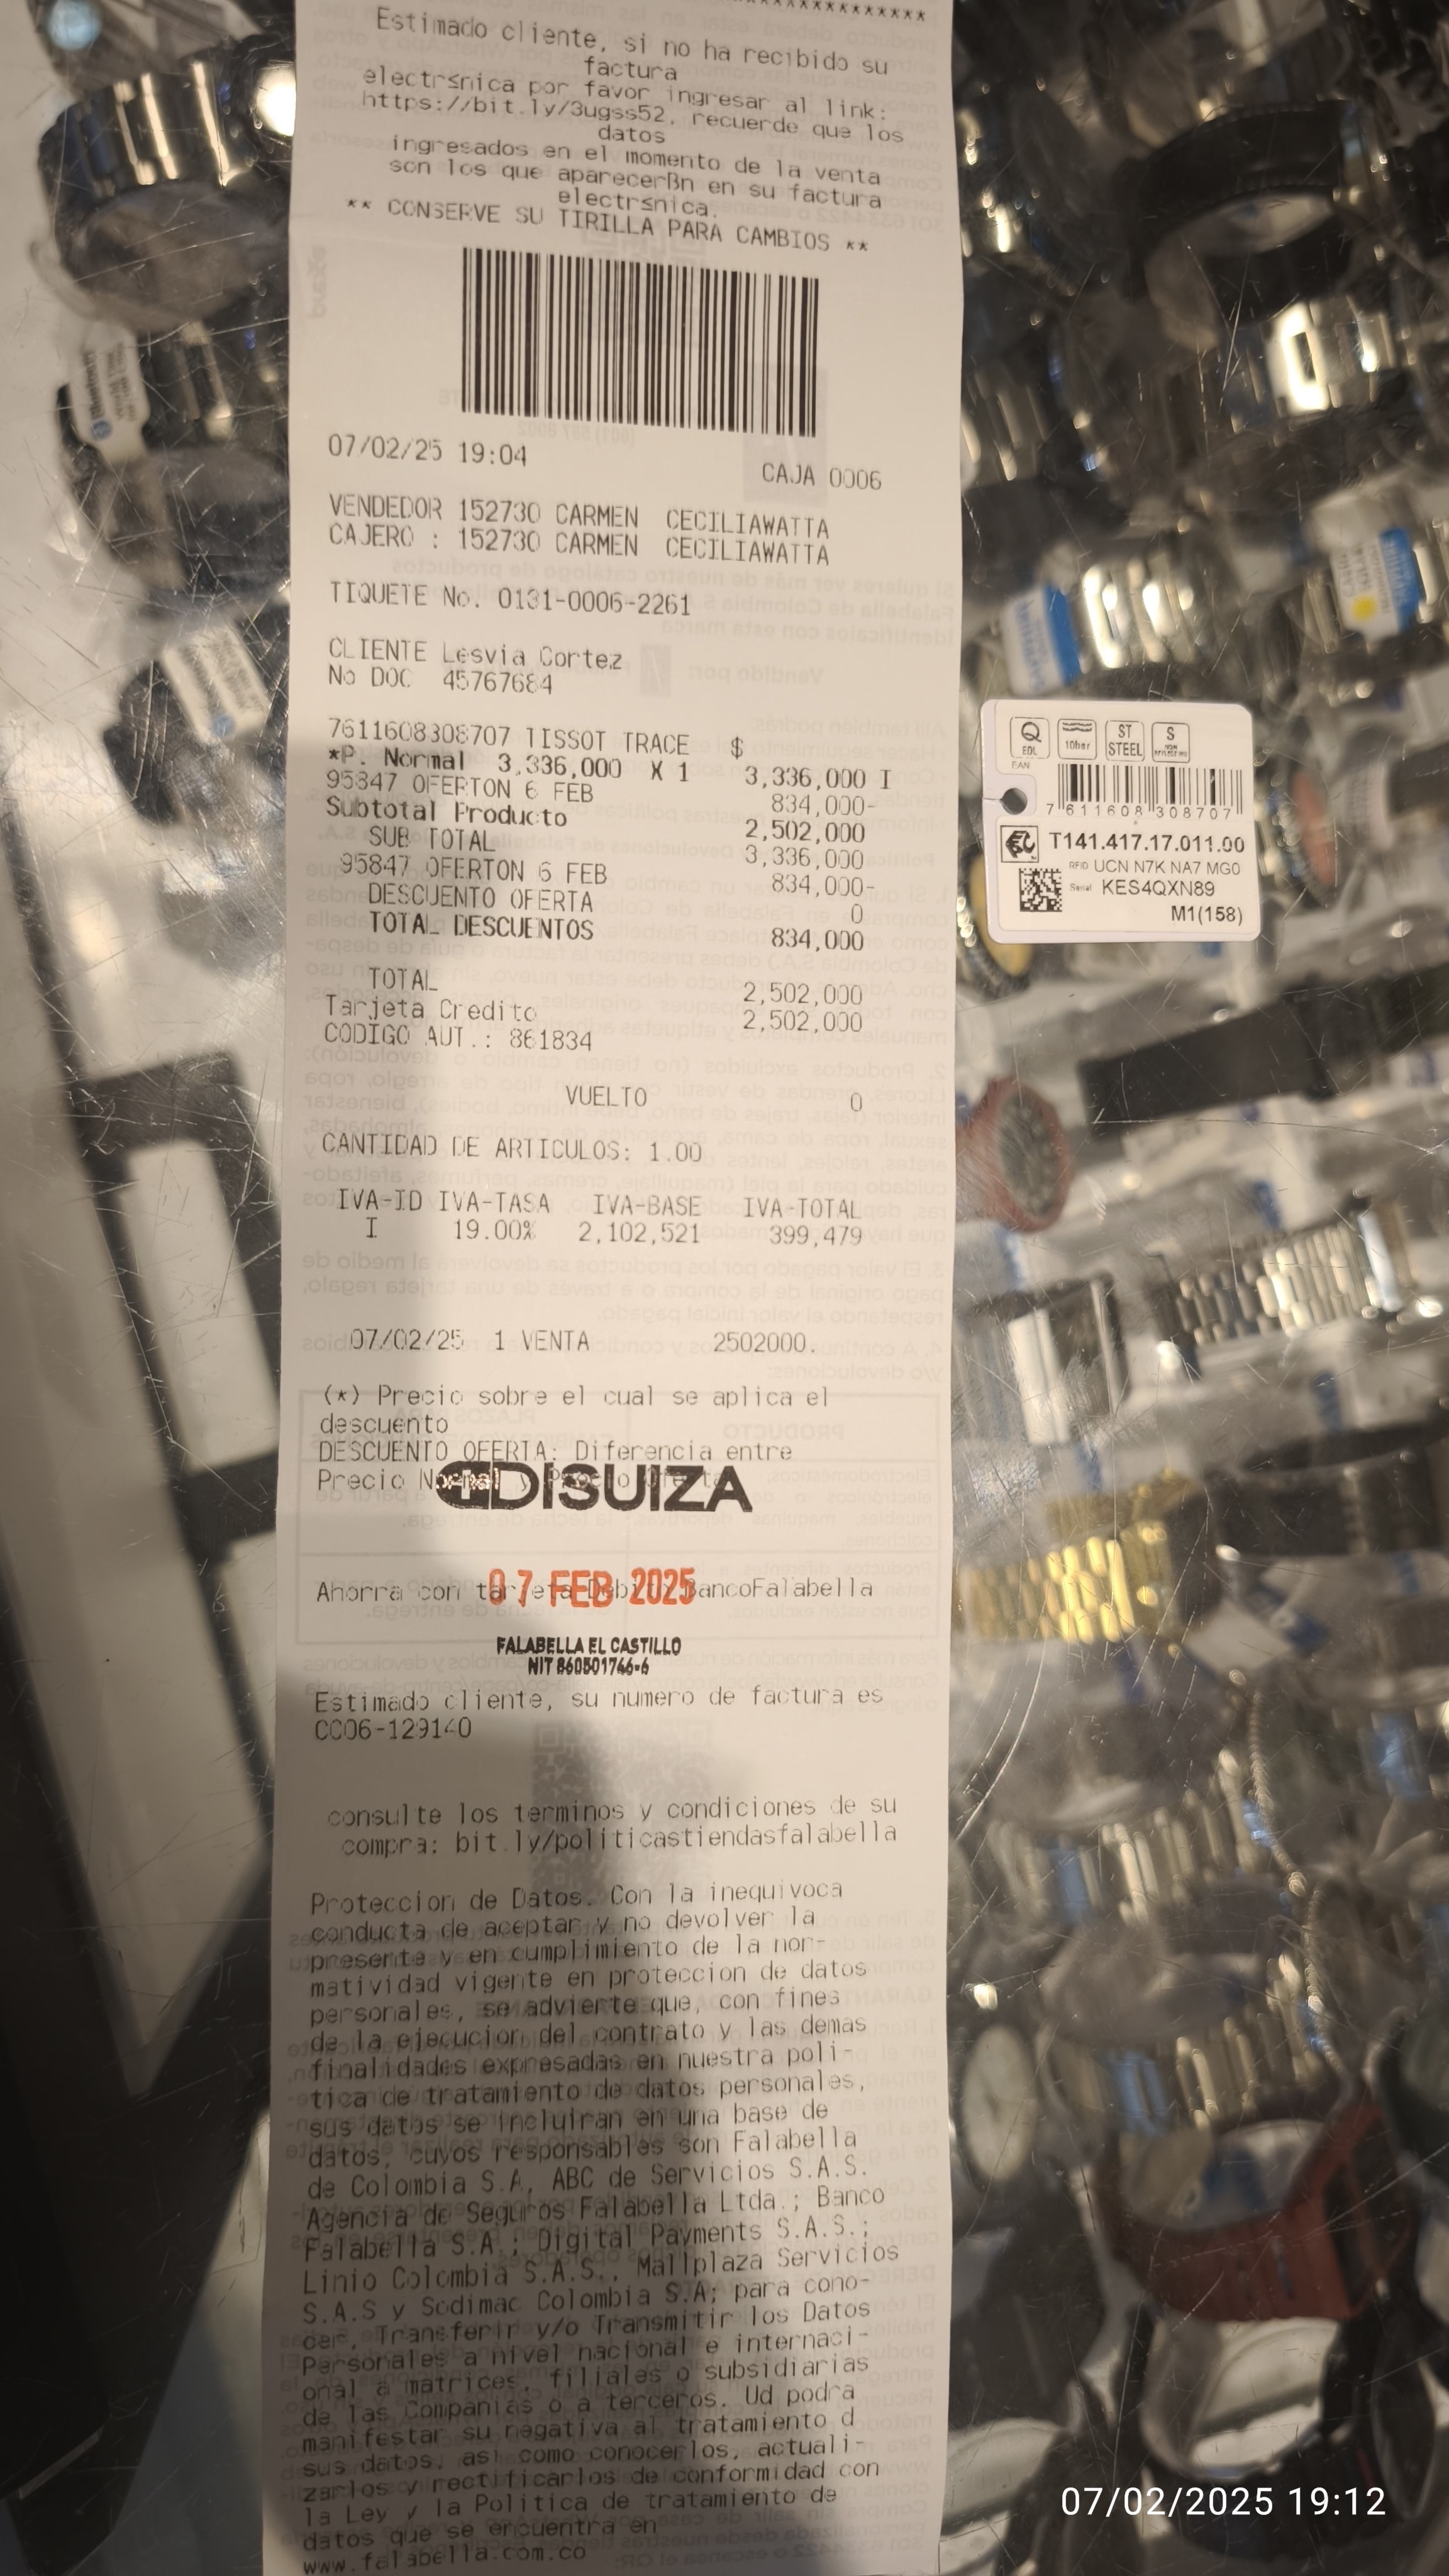 Estimado cliente, si no ha recibido su
factura
electr≤nica por favor ingresar al link:
https://bit.ly/3ugss52, recuerde que los
datos
ingresados en el momento de la venta
son los que aparecerßn en su factura
electr≤nica.
** CONSERVE SU TIRILLA PARA CAMBIOS **
07/02/25 19:04
CAJA 0006
VENDEDOR 152730 CARMEN CECILIAWATTA
CAJERO : 152730 CARMEN CECILIAWATTA
TIQUETE No. 0131-0006-2261
CLIENTE Lesvia Cortez
No DOC 45767684
7611608308707 TISSOT TRACE $
*P. Normal 3,336,000 X 1 3,336,000 I
95847 OFERTON 6 FEB 834,000-
Subtotal Producto 2,502,000
SUB TOTAL 3,336,000
95847 OFERTON 6 FEB 834,000-
DESCUENTO OFERTA 0
TOTAL DESCUENTOS 834,000
TOTAL 2,502,000
Tarjeta Credito 2,502,000
CODIGO AUT.: 861834
VUELTO 0
CANTIDAD DE ARTICULOS: 1.00
IVA-ID IVA-TASA IVA-BASE IVA-TOTAL
I 19.00% 2,102,521 399,479
07/02/25 1 VENTA 2502000.
(*) Precio sobre el cual se aplica el
descuento
DESCUENTO OFERTA: Diferencia entre
Precio Normal y Precio Oferta
DISUIZA
Ahorra con tarjeta Debito BancoFalabella
07 FEB 2025
FALABELLA EL CASTILLO
NIT 860501746-6
Estimado cliente, su numero de factura es
CC06-129140
consulte los terminos y condiciones de su
compra: bit.ly/politicastiendasfalabella
Proteccion de Datos. Con la inequivoca
conducta de aceptar y no devolver la
presente y en cumplimiento de la nor-
matividad vigente en proteccion de datos
personales, se advierte que, con fines
de la ejecucion del contrato y las demas
finalidades expresadas en nuestra poli-
tica de tratamiento de datos personales,
sus datos se incluiran en una base de
datos, cuyos responsables son Falabella
de Colombia S.A, ABC de Servicios S.A.S.
Agencia de Seguros Falabella Ltda.; Banco
Falabella S.A.; Digital Payments S.A.S.;
Linio Colombia S.A.S., Mallplaza Servicios
S.A.S y Sodimac Colombia S.A; para cono-
cer, Transferir y/o Transmitir los Datos
Personales a nivel nacional e internaci-
onal a matrices, filiales o subsidiarias
de las Companias o a terceros. Ud podra
manifestar su negativa al tratamiento d
sus datos, asi como conocerlos, actuali-
zarlos y rectificarlos de conformidad con
la Ley y la Politica de tratamiento de
datos que se encuentra en
www.falabella.com.co
Q
EOL
10bar
ST
STEEL
S
EAN
7 611608 308707
T141.417.17.011.00
RFID UCN N7K NA7 MG0
Serial KES4QXN89
M1(158)
07/02/2025 19:12